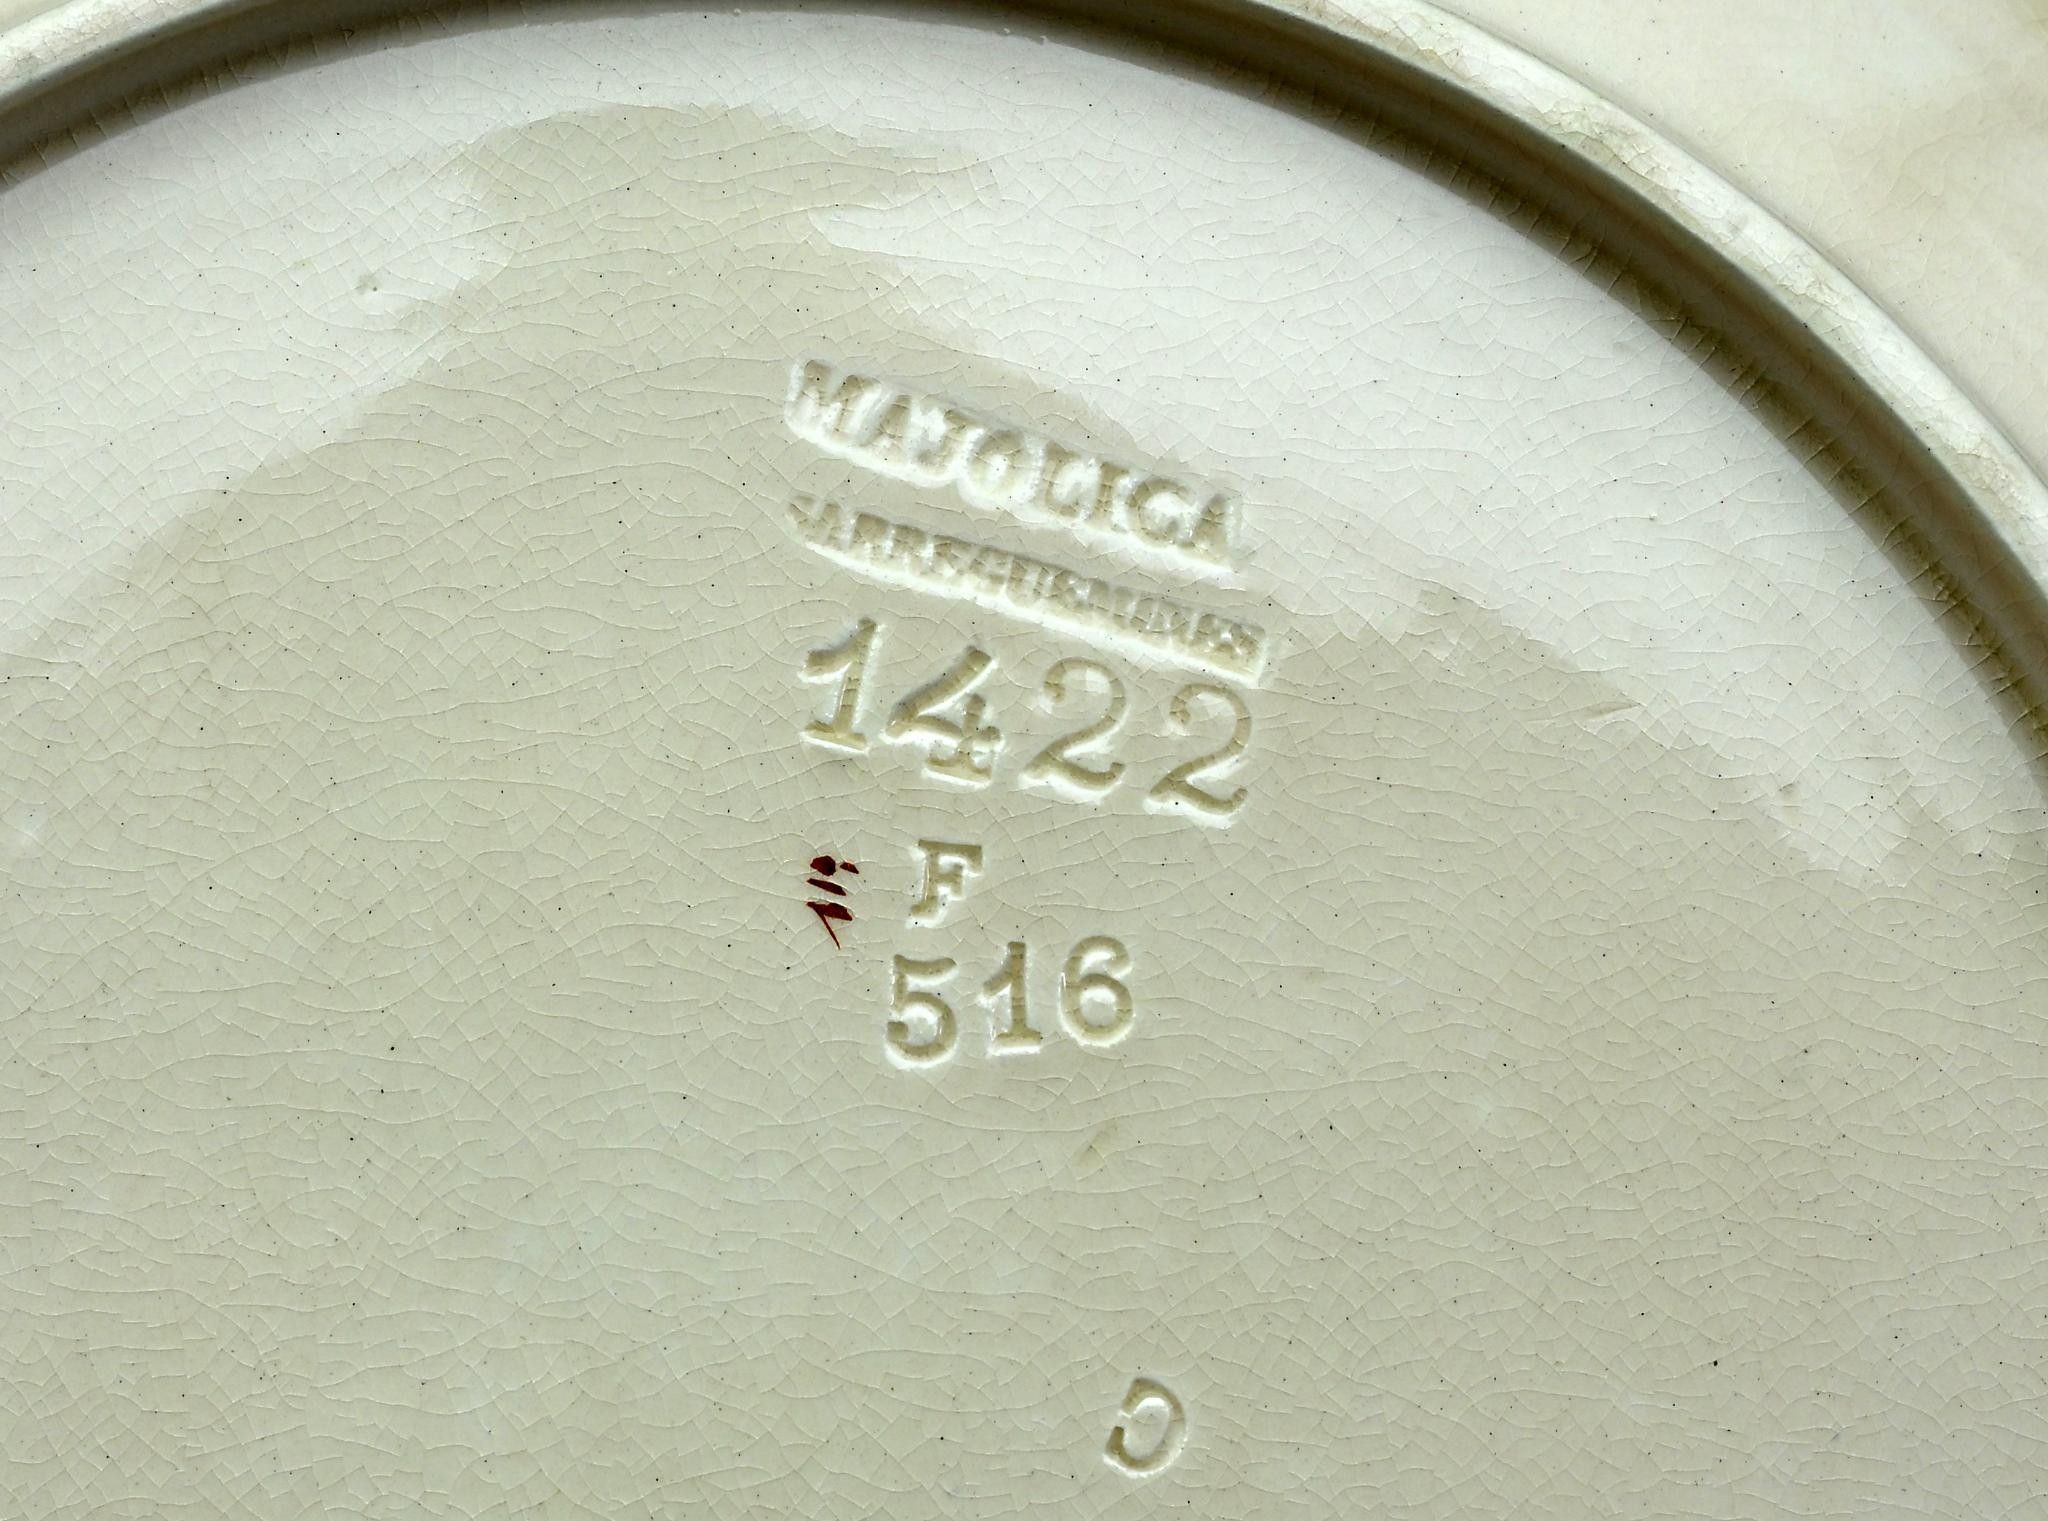 MAJOLICA
SARREGUEMINES
1422
F
516
C